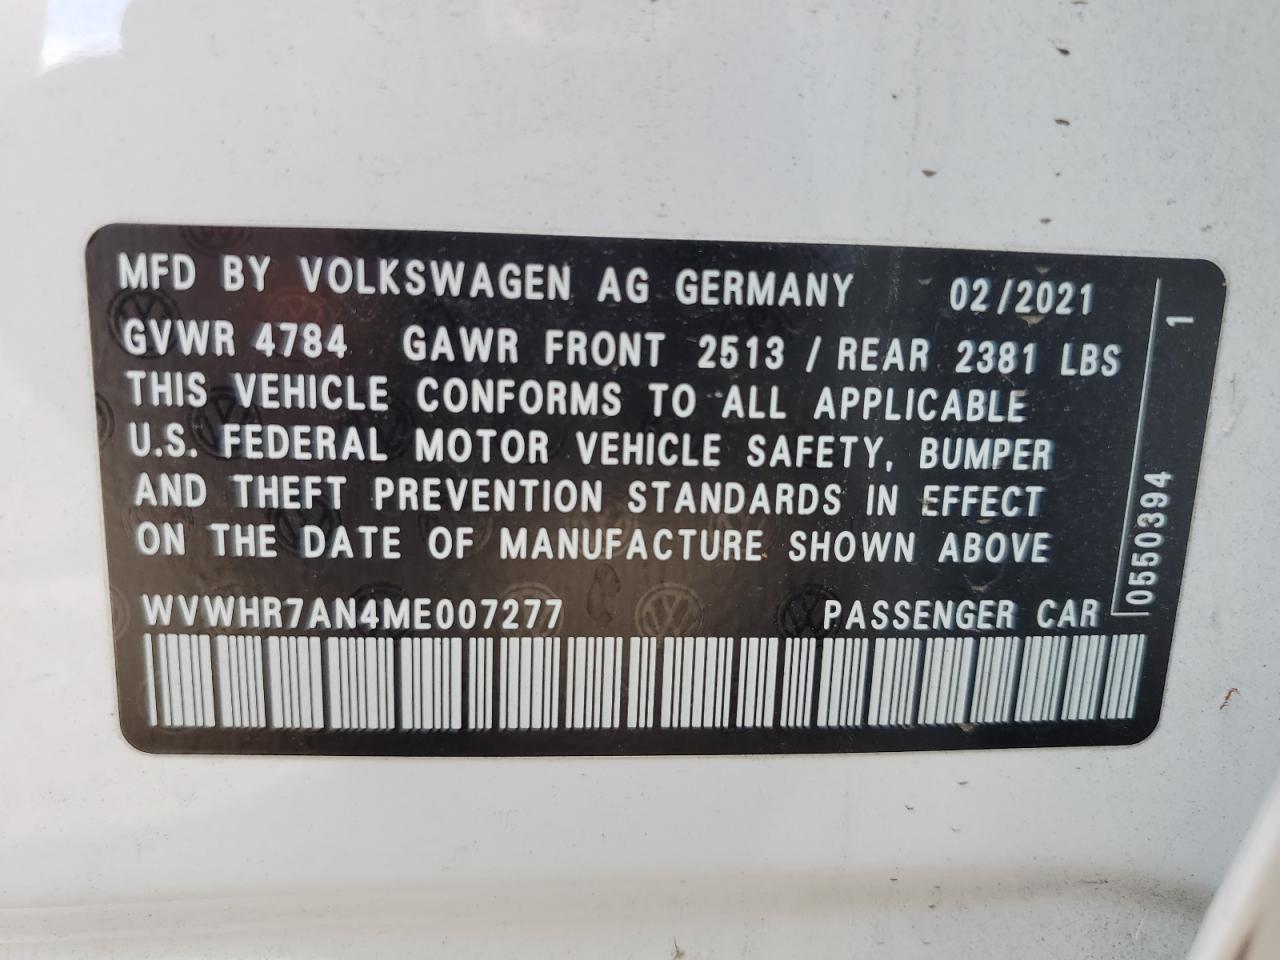 MFD BY VOLKSWAGEN AG GERMANY 02/2021
GVWR 4784 GAWR FRONT 2513 / REAR 2381 LBS
THIS VEHICLE CONFORMS TO ALL APPLICABLE
U.S. FEDERAL MOTOR VEHICLE SAFETY, BUMPER
AND THEFT PREVENTION STANDARDS IN EFFECT
ON THE DATE OF MANUFACTURE SHOWN ABOVE
WVWHR7AN4ME007277 PASSENGER CAR
0550394 1